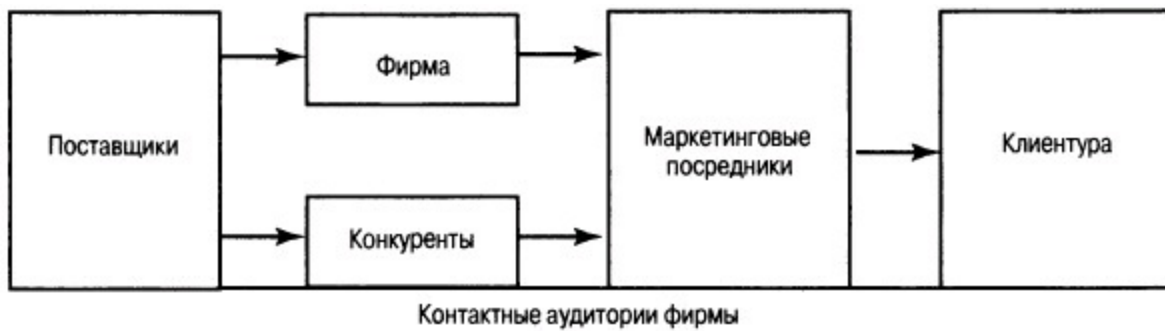 Фирма
Поставщики
Маркетинговые
посредники
Клиентура
Конкуренты
Контактные аудитории фирмы